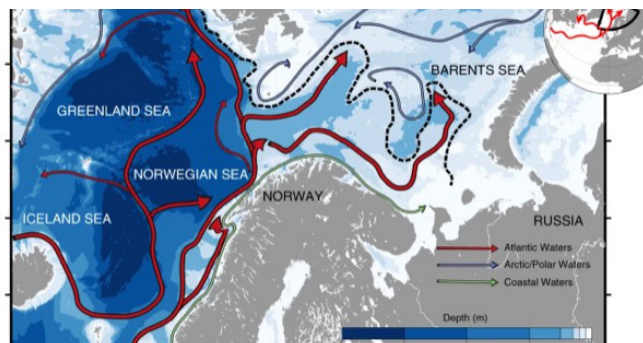 BARENTS SEA
GREENLAND SEA
NORWEGIAN SEA
NORWAY
ICELAND SEA
RUSSIA
Atlantic Waters
Arctic/Polar Waters
Coastal Waters
Depth (m)